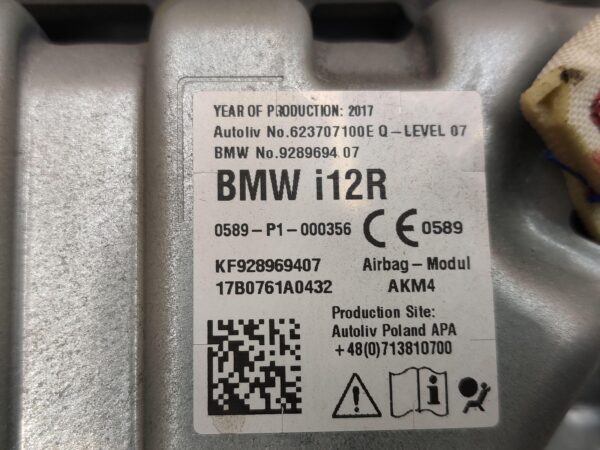 YEAR OF PRODUCTION: 2017
Autoliv No.623707100E Q-LEVEL 07
BMW No.9289694 07
BMW i12R
0589-P1-000356 CE 0589
KF928969407 Airbag-Modul
17B0761A0432 AKM4
Production Site:
Autoliv Poland APA
+48(0)713810700